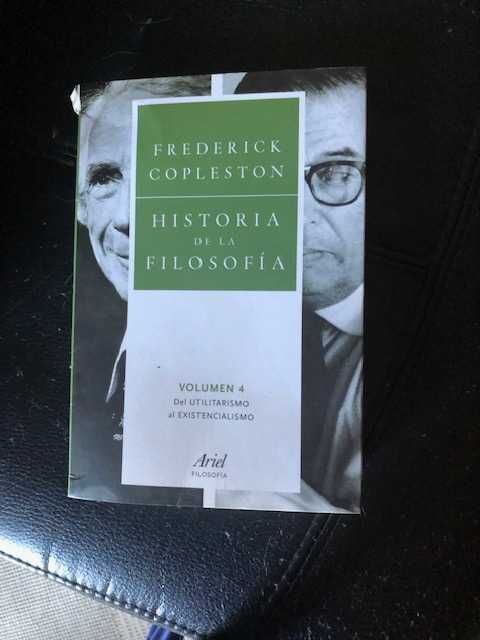 FREDERICK
COPLESTON
HISTORIA
DE LA
FILOSOFÍA
VOLUMEN 4
Del UTILITARISMO
al EXISTENCIALISMO
Ariel
FILOSOFÍA